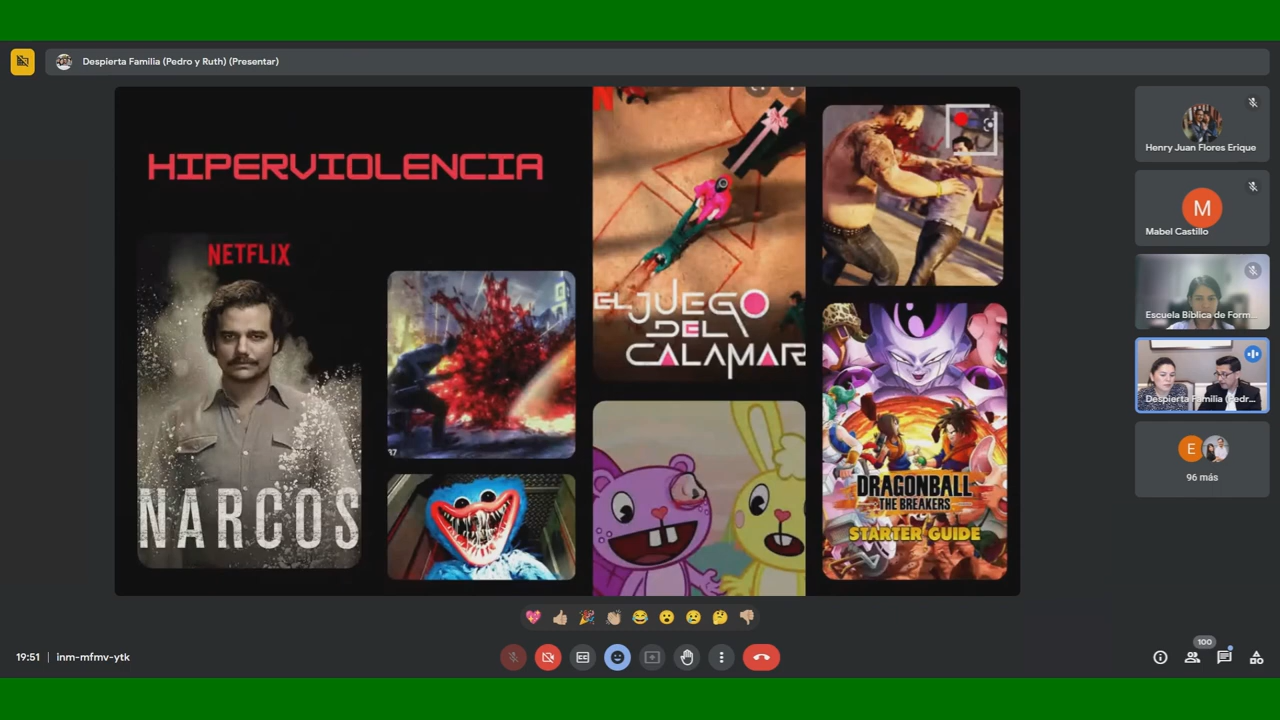 Despierta Familia (Pedro y Ruth) (Presentar)
HIPERVIOLENCIA
NETFLIX
NARCOS
N
EL JUEGO
DEL
CALAMAR
DRAGONBALL
THE BREAKERS
STARTER GUIDE
Henry Juan Flores Erique
M
Mabel Castillo
Escuela Bíblica de Form...
Despierta Familia (Pedr...
E
96 más
19:51
inm-mfmv-ytk
100